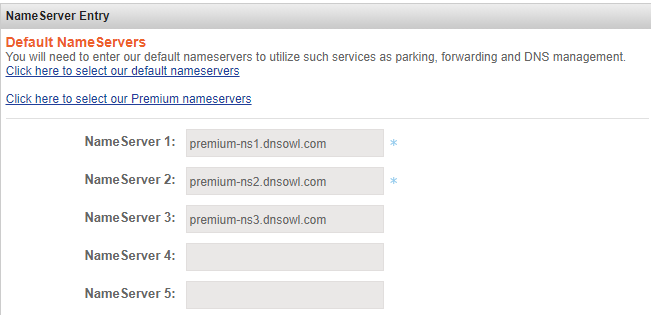 NameServer Entry
Default NameServers
You will need to enter our default nameservers to utilize such services as parking, forwarding and DNS management.
Click here to select our default nameservers
Click here to select our Premium nameservers
NameServer 1: premium-ns1.dnsowl.com *
NameServer 2: premium-ns2.dnsowl.com *
NameServer 3: premium-ns3.dnsowl.com
NameServer 4:
NameServer 5: